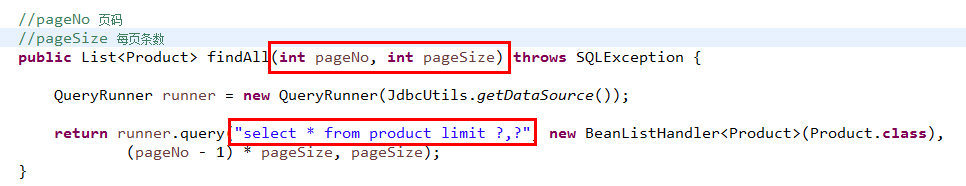 //pageNo 页码
//pageSize 每页条数
public List<Product> findAll(int pageNo, int pageSize) throws SQLException {
QueryRunner runner = new QueryRunner(JdbcUtils.getDataSource());
return runner.query("select * from product limit ?,?" new BeanListHandler<Product>(Product.class),
(pageNo - 1) * pageSize, pageSize);
}